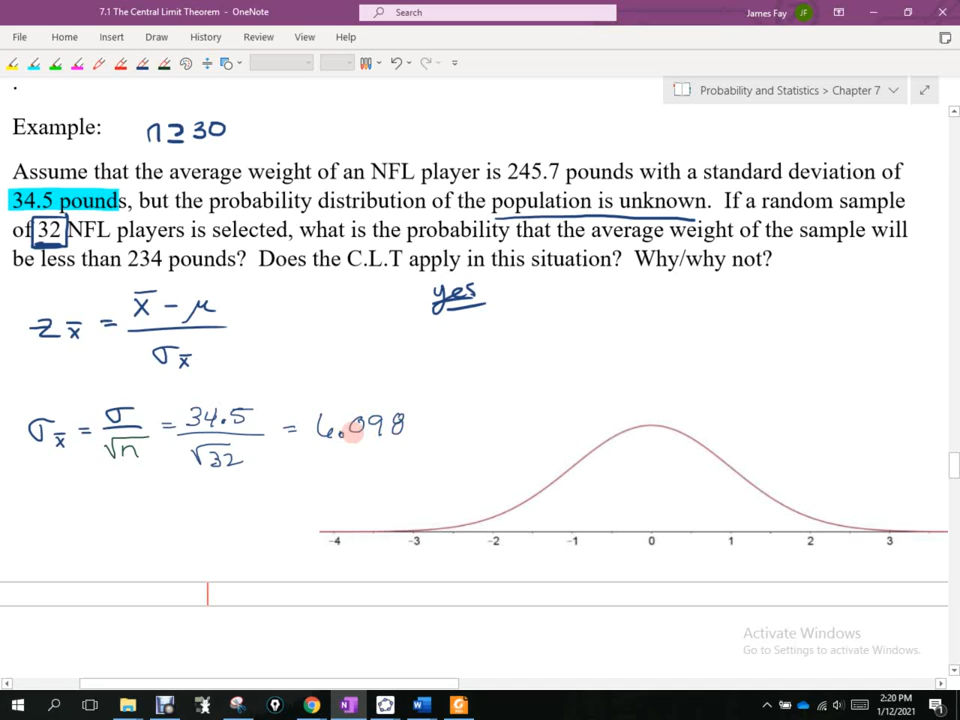 7.1 The Central Limit Theorem - OneNote
Search
James Fay
JF
File Home Insert Draw History Review View Help
Probability and Statistics > Chapter 7
.
Example: n ≥ 30
Assume that the average weight of an NFL player is 245.7 pounds with a standard deviation of
34.5 pounds, but the probability distribution of the population is unknown. If a random sample
of 32 NFL players is selected, what is the probability that the average weight of the sample will
be less than 234 pounds? Does the C.L.T apply in this situation? Why/why not?
yes
z x̄ = x̄ - μ / σ x̄
σ x̄ = σ / √n = 34.5 / √32 = 6.098
-4 -3 -2 -1 0 1 2 3
Activate Windows
Go to Settings to activate Windows.
2:20 PM
1/12/2021